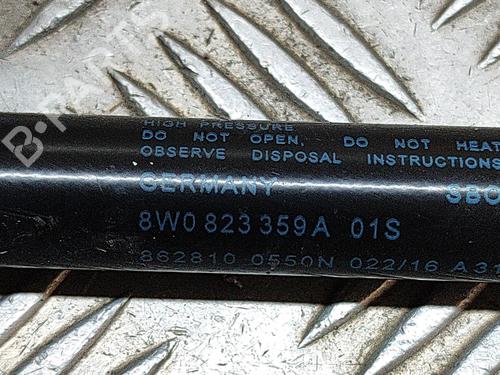 B-PARTS
HIGH PRESSURE
DO NOT OPEN, DO NOT HEAT
OBSERVE DISPOSAL INSTRUCTIONS
GERMANY SBO
8W0 823 359A 01S
862810 0550N 022/16 A31